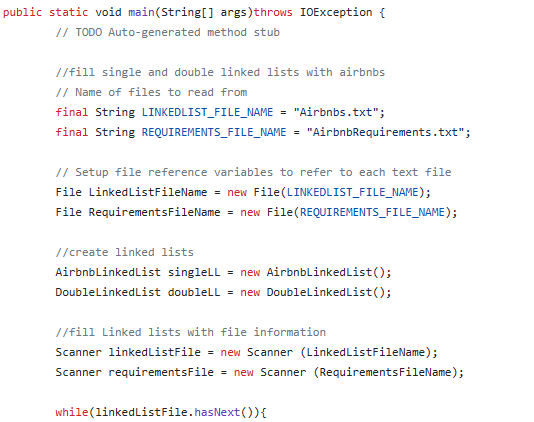 public static void main(String[] args)throws IOException {
// TODO Auto-generated method stub
//fill single and double linked lists with airbnbs
// Name of files to read from
final String LINKEDLIST_FILE_NAME = "Airbnbs.txt";
final String REQUIREMENTS_FILE_NAME = "AirbnbRequirements.txt";
// Setup file reference variables to refer to each text file
File LinkedListFileName = new File(LINKEDLIST_FILE_NAME);
File RequirementsFileName = new File(REQUIREMENTS_FILE_NAME);
//create linked lists
AirbnbLinkedList singleLL = new AirbnbLinkedList();
DoubleLinkedList doubleLL = new DoubleLinkedList();
//fill Linked lists with file information
Scanner linkedListFile = new Scanner (LinkedListFileName);
Scanner requirementsFile = new Scanner (RequirementsFileName);
while(linkedListFile.hasNext()){